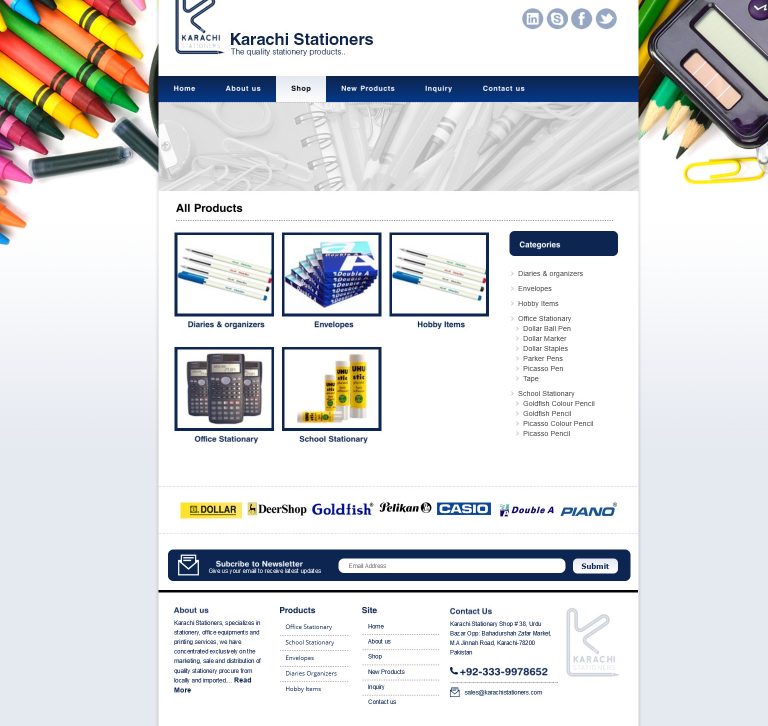 KARACHI
STATIONERS
Karachi Stationers
The quality stationery products..
Home
About us
Shop
New Products
Inquiry
Contact us
All Products
Diaries & organizers
Envelopes
Hobby Items
Office Stationary
School Stationary
Double A
UHU
stic
Categories
Diaries & organizers
Envelopes
Hobby Items
Office Stationary
Dollar Ball Pen
Dollar Marker
Dollar Staples
Parker Pens
Picasso Pen
Tape
School Stationary
Goldfish Colour Pencil
Goldfish Pencil
Picasso Colour Pencil
Picasso Pencil
DOLLAR
DeerShop
Goldfish
Pelikan
CASIO
Double A
PIANO
Subcribe to Newsletter
Give us your email to receive latest updates
Email Address
Submit
About us
Karachi Stationers, specializes in
stationery, office equipments and
printing services, we have
concentrated exclusively on the
marketing, sale and distribution of
quality stationery procure from
locally and imported... Read
More
Products
Office Stationary
School Stationary
Envelopes
Diaries Organizers
Hobby Items
Site
Home
About us
Shop
New Products
Inquiry
Contact us
Contact Us
Karachi Stationary Shop # 38, Urdu
Bazar Opp: Bahadurshah Zafar Market,
M.A Jinnah Road, Karachi-74200
Pakistan
+92-333-9978652
sales@karachistationers.com
KARACHI
STATIONERS